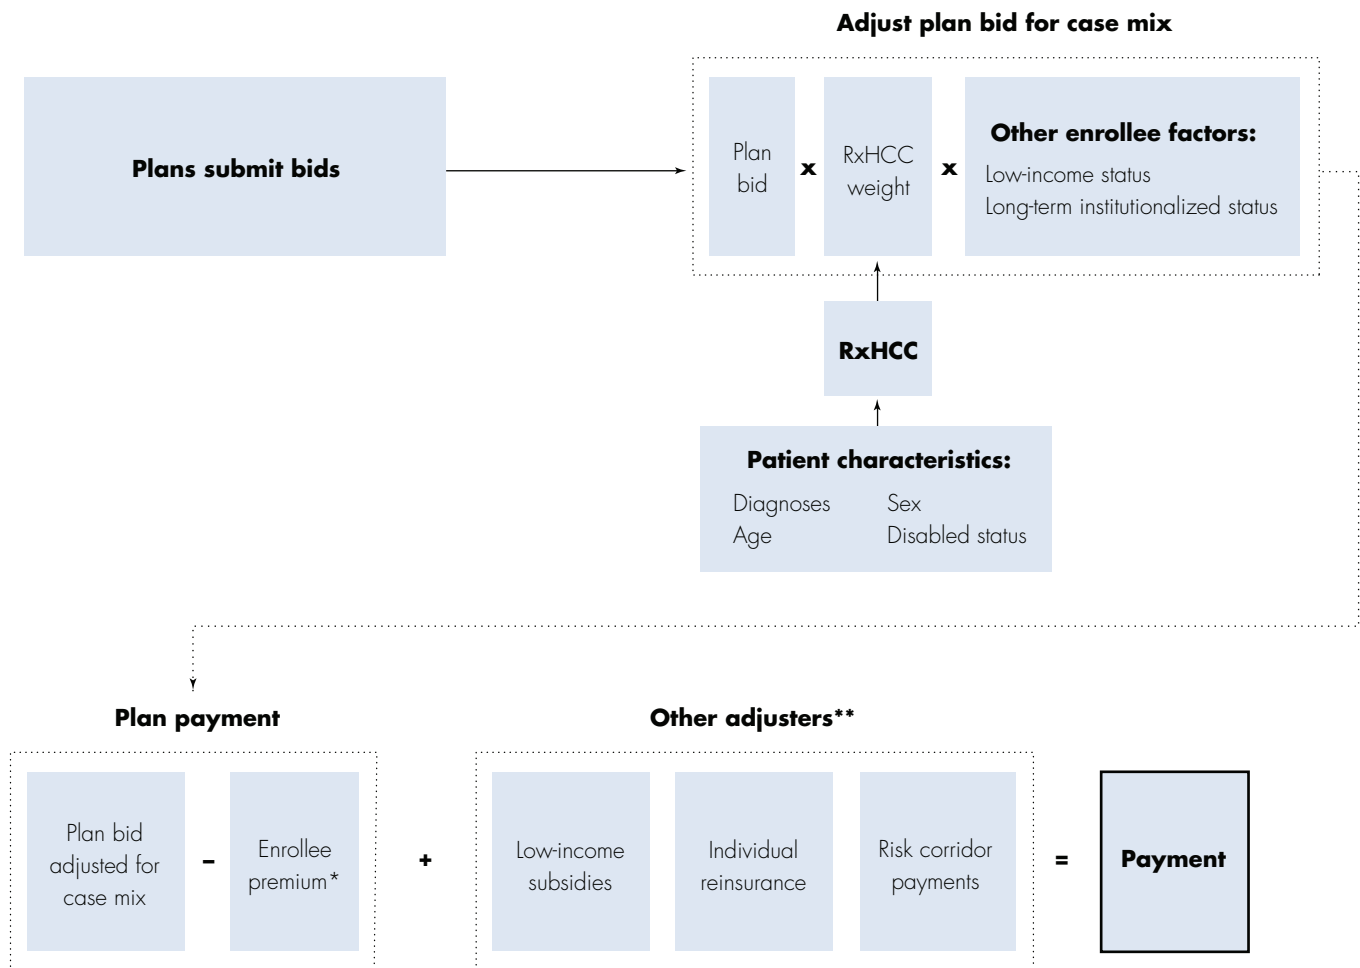 Adjust plan bid for case mix
Plans submit bids
Plan
bid
x
RxHCC
weight
x
Other enrollee factors:
Low-income status
Long-term institutionalized status
RxHCC
Patient characteristics:
Diagnoses Sex
Age Disabled status
Plan payment
Other adjusters**
Plan bid
adjusted for
case mix
–
Enrollee
premium*
+
Low-income
subsidies
Individual
reinsurance
Risk corridor
payments
=
Payment